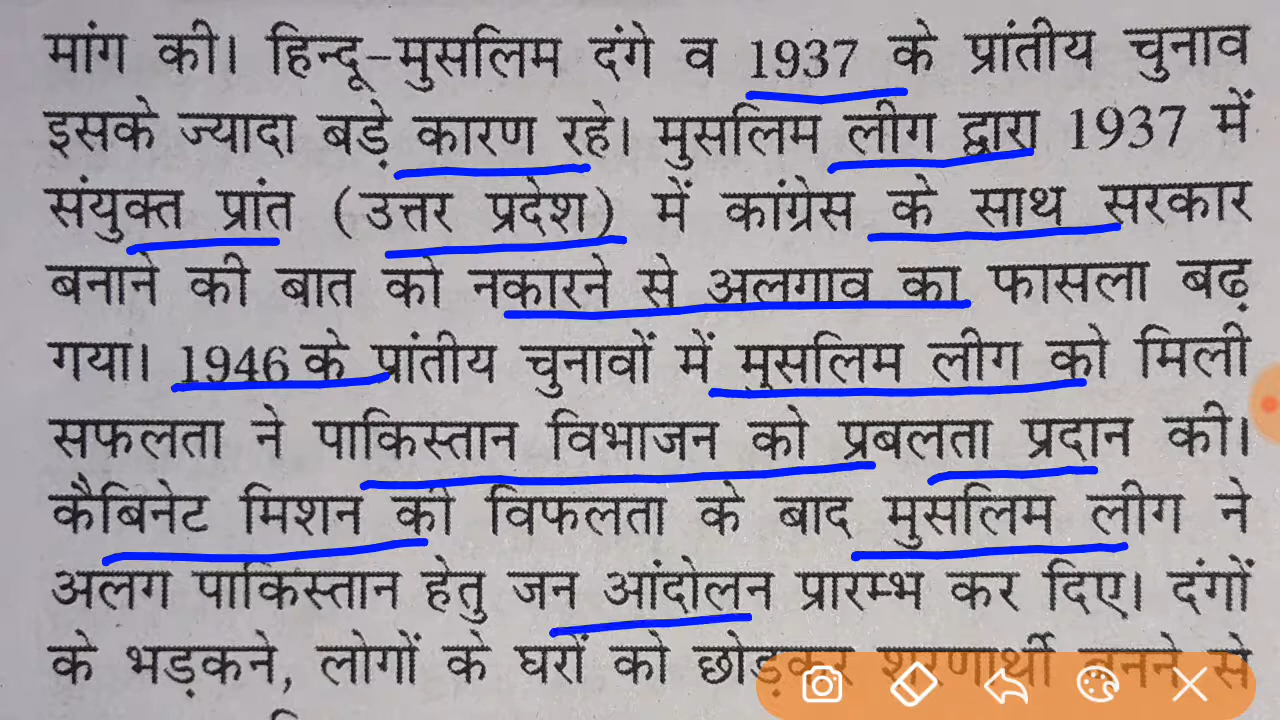 मांग की। हिन्दू-मुसलिम दंगे व 1937 के प्रांतीय चुनाव
इसके ज्यादा बड़े कारण रहे। मुसलिम लीग द्वारा 1937 में
संयुक्त प्रांत (उत्तर प्रदेश) में कांग्रेस के साथ सरकार
बनाने की बात को नकारने से अलगाव का फासला बढ़
गया। 1946 के प्रांतीय चुनावों में मुसलिम लीग को मिली
सफलता ने पाकिस्तान विभाजन को प्रबलता प्रदान की।
कैबिनेट मिशन की विफलता के बाद मुसलिम लीग ने
अलग पाकिस्तान हेतु जन आंदोलन प्रारम्भ कर दिए। दंगों
के भड़कने, लोगों के घरों को छोड़कर शरणार्थी बनने से